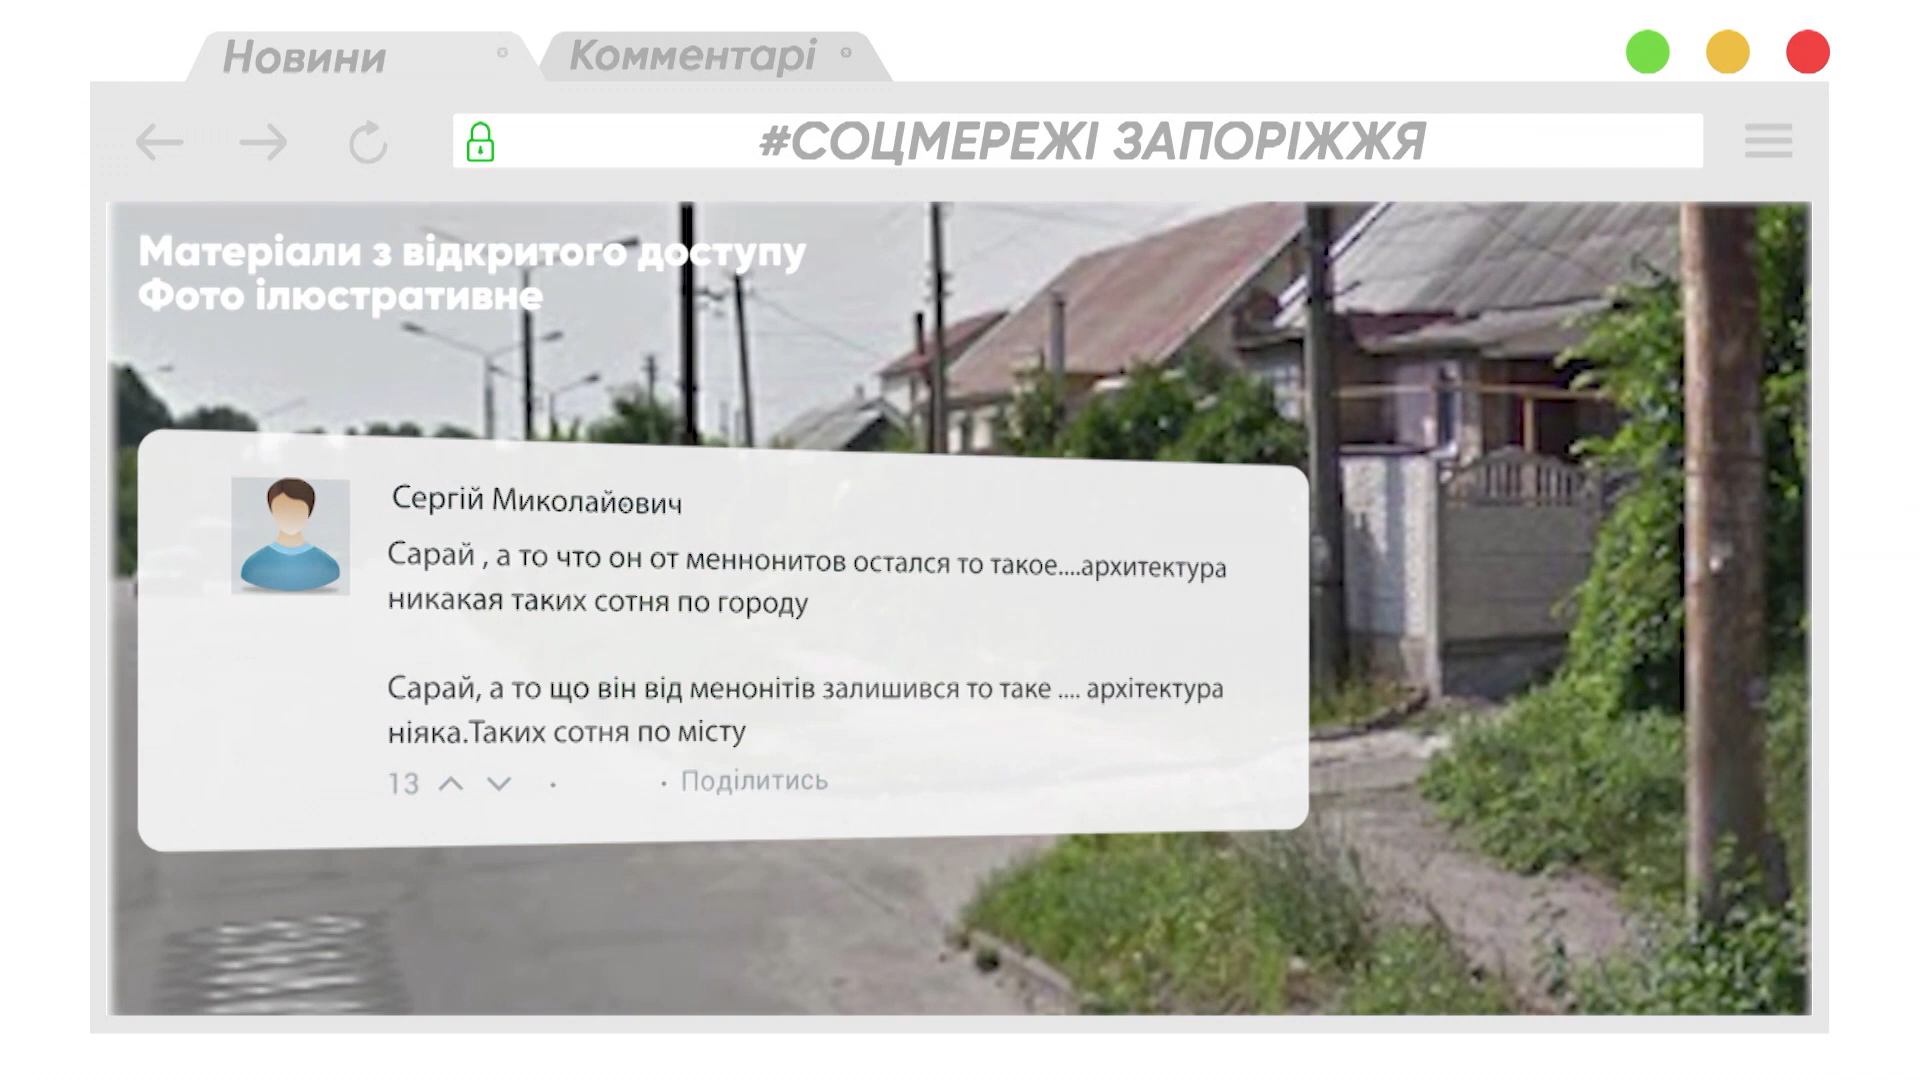 Новини
Комментарі
#СОЦМЕРЕЖІ ЗАПОРІЖЖЯ
Матеріали з відкритого доступу
Фото ілюстративне
Сергій Миколайович
Сарай , а то что он от меннонитов остался то такое....архитектура
никакая таких сотня по городу
Сарай, а то що він від менонітів залишився то таке .... архітектура
ніяка.Таких сотня по місту
13 · · Поділитись